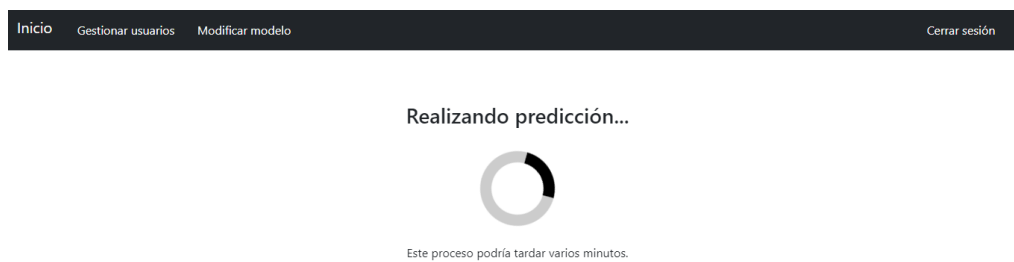 Inicio Gestionar usuarios Modificar modelo Cerrar sesión
Realizando predicción...
Este proceso podría tardar varios minutos.